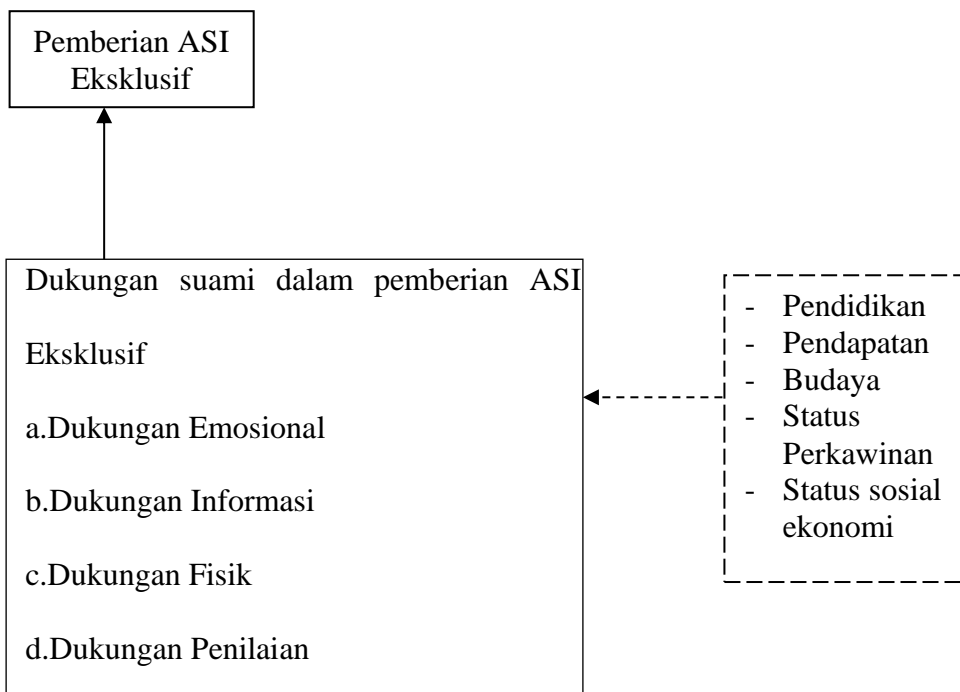 Pemberian ASI
Eksklusif
Dukungan suami dalam pemberian ASI
Eksklusif
a.Dukungan Emosional
b.Dukungan Informasi
c.Dukungan Fisik
d.Dukungan Penilaian
- Pendidikan
- Pendapatan
- Budaya
- Status
Perkawinan
- Status sosial
ekonomi